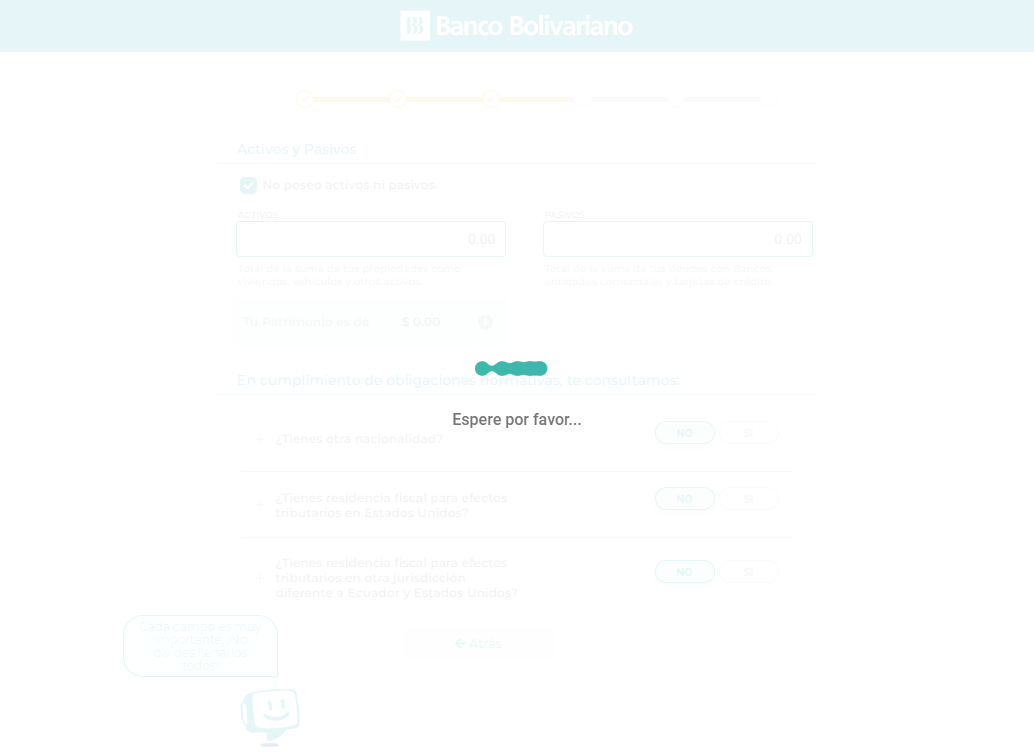 Banco Bolivariano
Activos y Pasivos
No poseo activos ni pasivos.
ACTIVOS
PASIVOS
0.00
0.00
Total de la suma de tus propiedades como
viviendas, vehículos y otros activos.
Total de la suma de tus deudas con Bancos,
entidades comerciales y tarjetas de crédito.
Tu Patrimonio es de
$ 0.00
En cumplimiento de obligaciones normativas, te consultamos:
Espere por favor...
+ ¿Tienes otra nacionalidad?
NO
SI
+ ¿Tienes residencia fiscal para efectos
tributarios en Estados Unidos?
NO
SI
+ ¿Tienes residencia fiscal para efectos
tributarios en otra jurisdicción
diferente a Ecuador y Estados Unidos?
NO
SI
Cada campo es muy
importante. ¡No
olvides llenarlos
todos!
Atrás